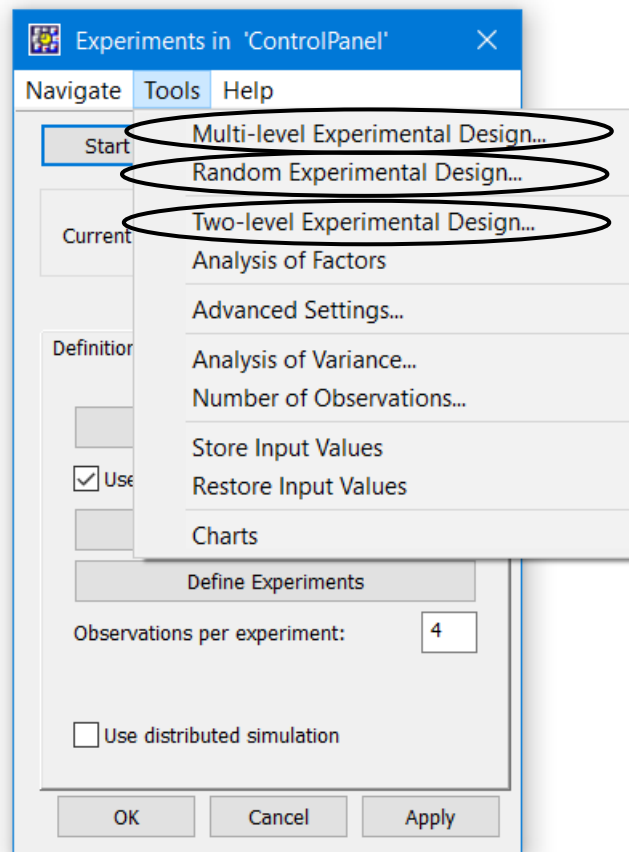 Experiments in 'ControlPanel'
Navigate Tools Help
Start
Multi-level Experimental Design...
Random Experimental Design...
Current
Two-level Experimental Design...
Analysis of Factors
Advanced Settings...
Definition
Analysis of Variance...
Number of Observations...
Store Input Values
Use
Restore Input Values
Charts
Define Experiments
Observations per experiment: 4
Use distributed simulation
OK Cancel Apply